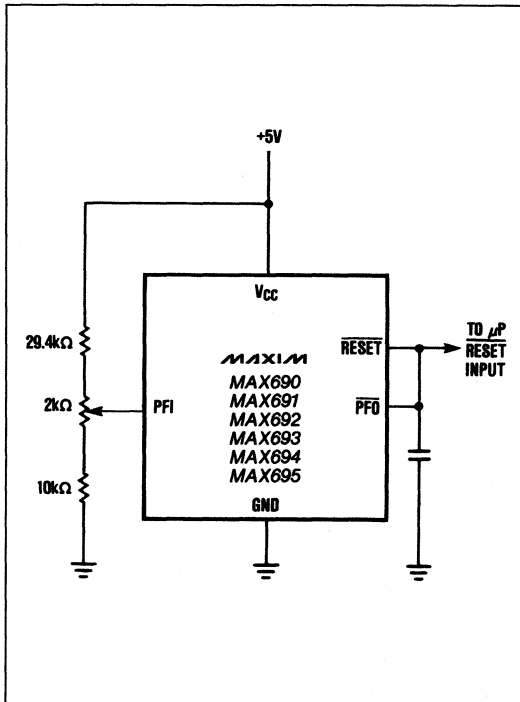 +5V
VCC
29.4kΩ
2kΩ
10kΩ
PFI
MAXIM
MAX690
MAX691
MAX692
MAX693
MAX694
MAX695
GND
RESET
PFO
TO μP
RESET
INPUT